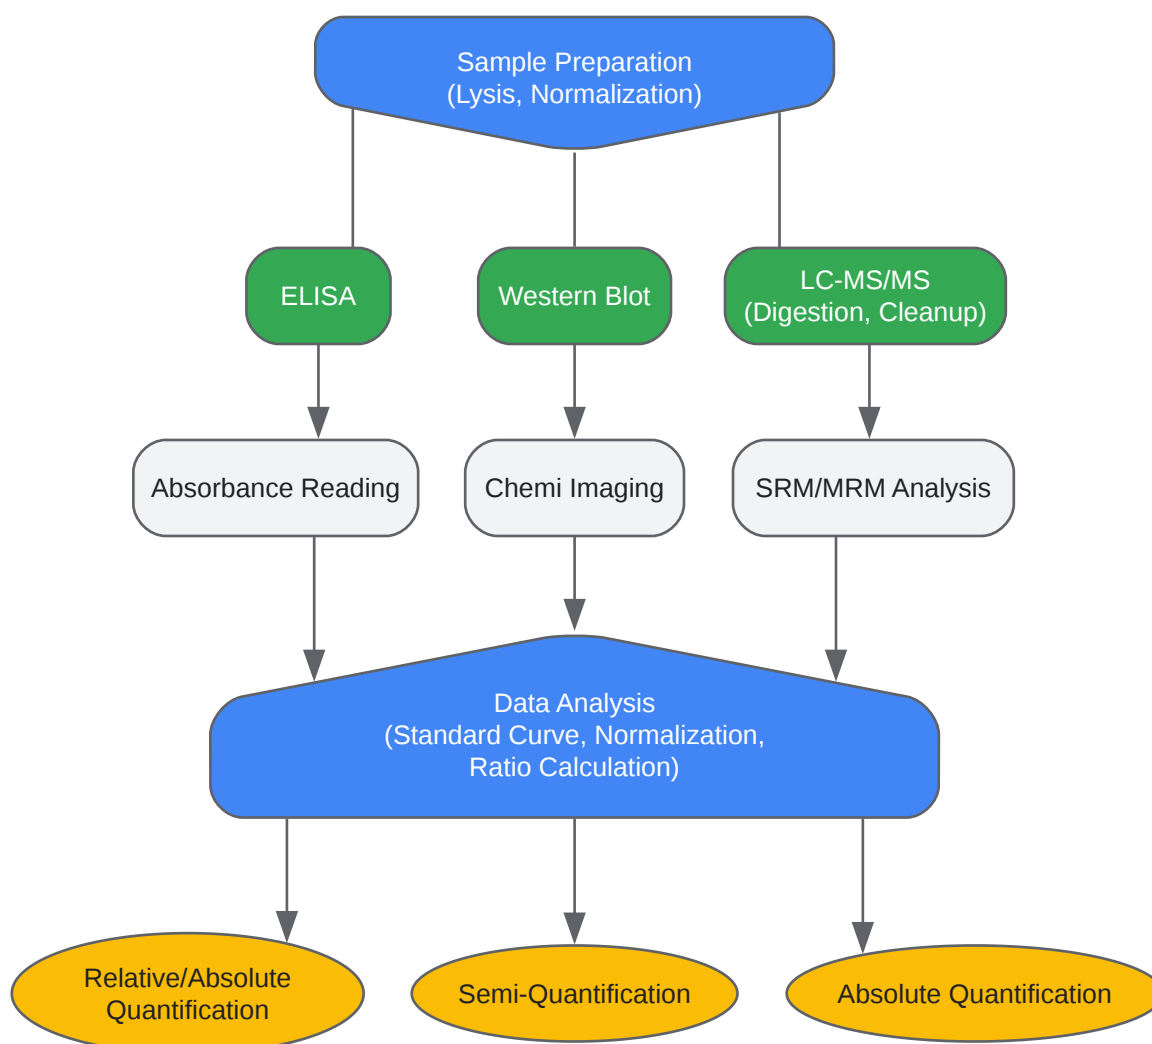 Sample Preparation
(Lysis, Normalization)
ELISA
Western Blot
LC-MS/MS
(Digestion, Cleanup)
Absorbance Reading
Chemi Imaging
SRM/MRM Analysis
Data Analysis
(Standard Curve, Normalization,
Ratio Calculation)
Relative/Absolute
Quantification
Semi-Quantification
Absolute Quantification